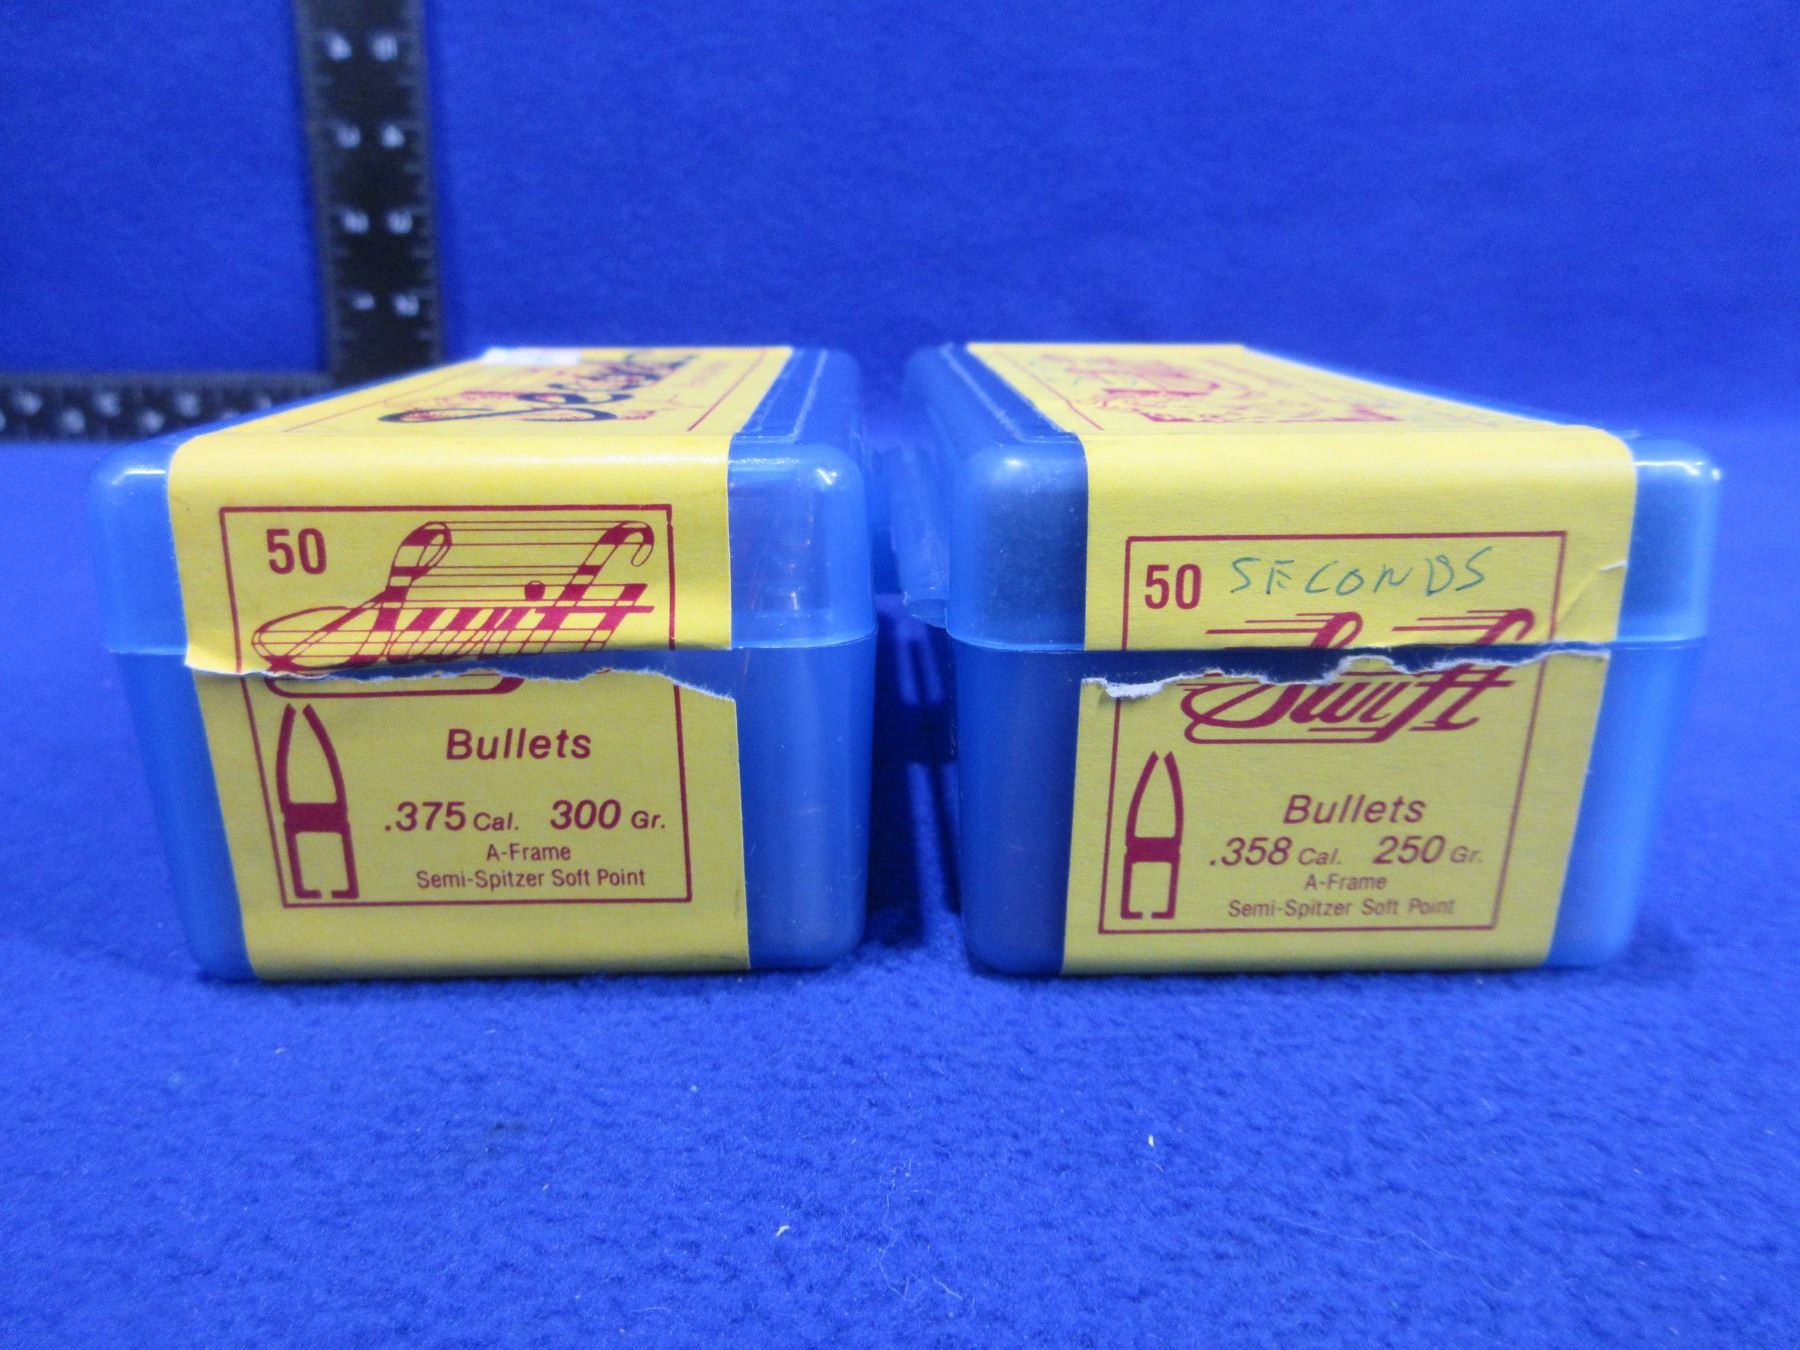 Seconds
50
Swift
Bullets
.375 Cal. 300 Gr.
A-Frame
Semi-Spitzer Soft Point
50 SECONDS
Swift
Bullets
.358 Cal. 250 Gr.
A-Frame
Semi-Spitzer Soft Point